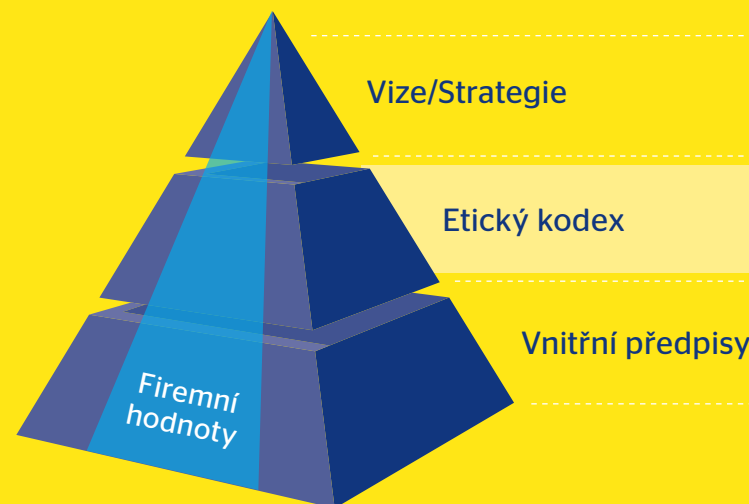 Vize/Strategie
Etický kodex
Vnitřní předpisy
Firemní
hodnoty